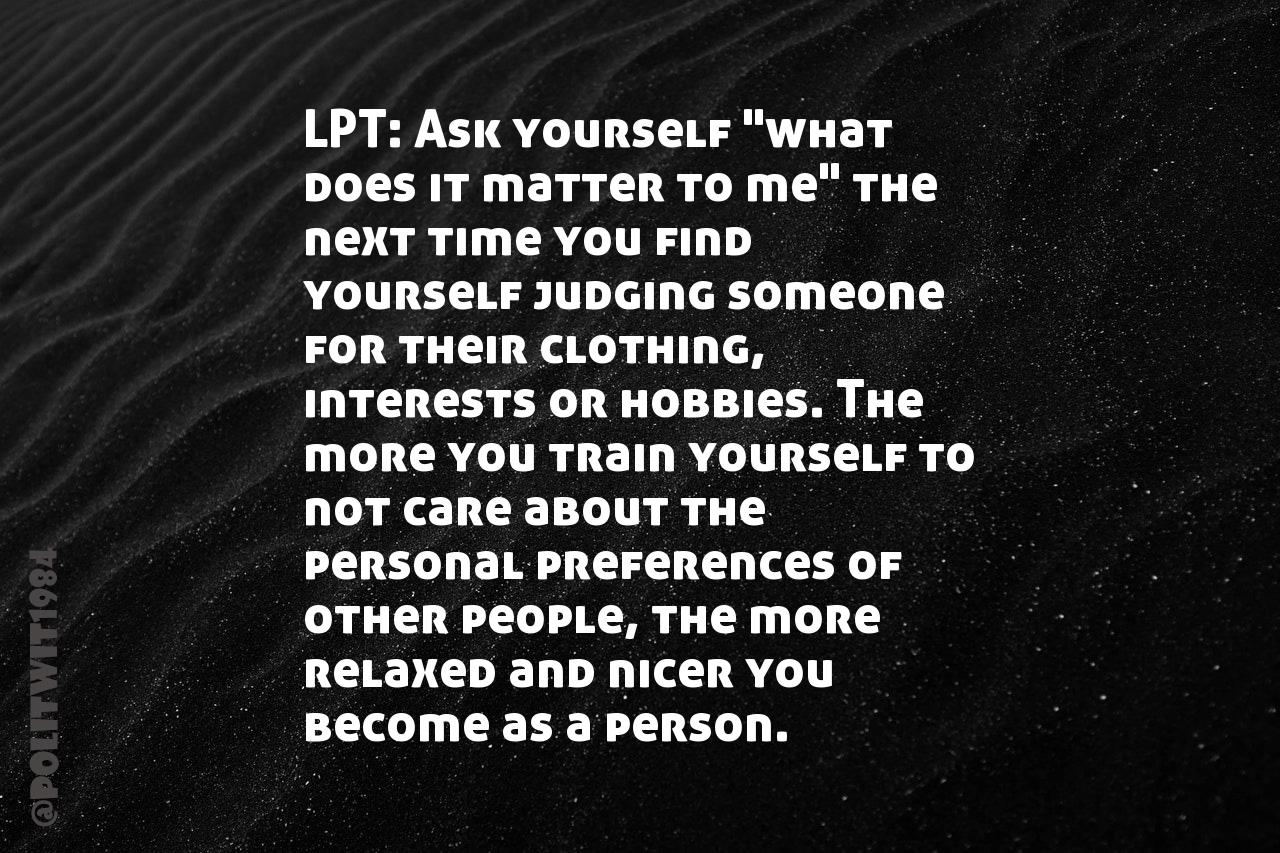 LPT: Ask yourself "what
does it matter to me" the
next time you find
yourself judging someone
for their clothing,
interests or hobbies. The
more you train yourself to
not care about the
personal preferences of
other people, the more
relaxed and nicer you
become as a person.
@politwit1984